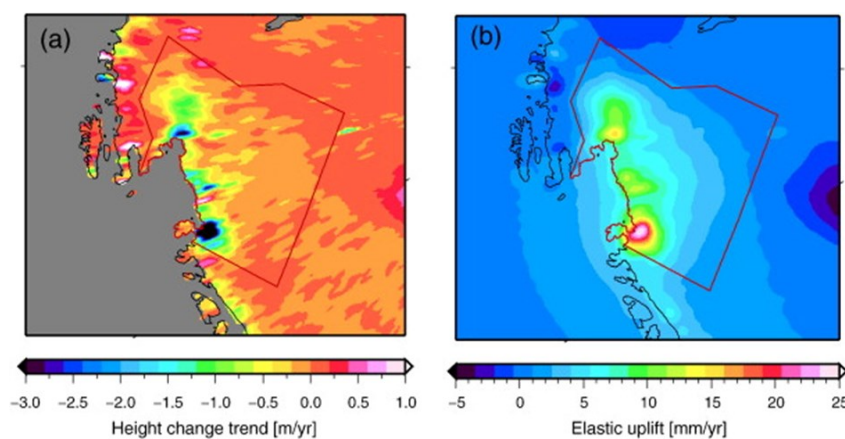 (a)
(b)
−3.0 −2.5 −2.0 −1.5 −1.0 −0.5 0.0 0.5 1.0
Height change trend [m/yr]
−5 0 5 10 15 20 25
Elastic uplift [mm/yr]